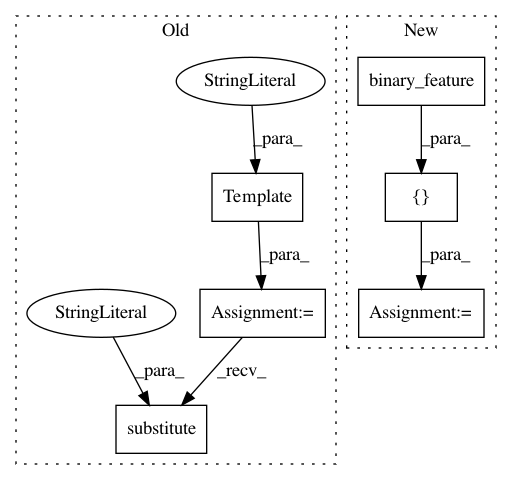 Old
New
StringLiteral
binary_feature
_para_
_para_
Template
{}
_para_
_para_
StringLiteral
Assignment:=
Assignment:=
_para_
_recv_
substitute